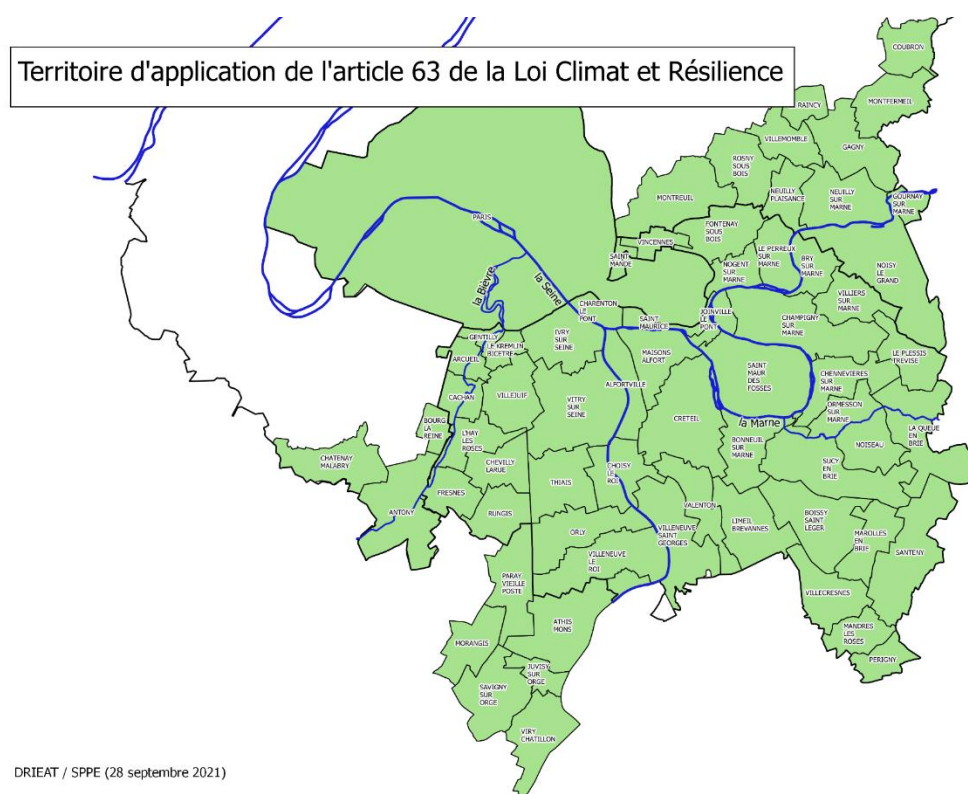 Territoire d'application de l'article 63 de la Loi Climat et Résilience
COUBRON
MONTFERMEIL
RAINCY
VILLEMOMBLE
GAGNY
ROSNY
SOUS
BOIS
MONTREUIL
NEUILLY
PLAISANCE
NEUILLY
SUR
MARNE
GOURNAY
SUR
MARNE
PARIS
FONTENAY
SOUS
BOIS
VINCENNES
SAINT
MANDE
LE PERREUX
SUR
MARNE
NOGENT
SUR
MARNE
BRY
SUR
MARNE
NOISY
LE
GRAND
la Bièvre
la Seine
VILLIERS
SUR
MARNE
CHARENTON
LE
PONT
SAINT
MAURICE
JOINVILLE
LE
PONT
CHAMPIGNY
SUR
MARNE
GENTILLY
LE KREMLIN
BICETRE
IVRY
SUR
SEINE
ARCUEIL
MAISONS
ALFORT
LE PLESSIS
TREVISE
SAINT
MAUR
DES
FOSSES
CHENNEVIERES
SUR
MARNE
CACHAN
VILLEJUIF
VITRY
SUR
SEINE
ALFORTVILLE
CRETEIL
ORMESSON
SUR
MARNE
la Marne
BOURG
LA
REINE
L'HAY
LES
ROSES
BONNEUIL
SUR
MARNE
NOISEAU
LA QUEUE
EN
BRIE
CHATENAY
MALABRY
CHEVILLY
LARUE
CHOISY
LE
ROI
SUCY
EN
BRIE
FRESNES
THIAIS
ANTONY
RUNGIS
VALENTON
VILLENEUVE
SAINT
GEORGES
LIMEIL
BREVANNES
BOISSY
SAINT
LEGER
ORLY
MAROLLES
EN
BRIE
SANTENY
VILLENEUVE
LE
ROI
PARAY
VIEILLE
POSTE
VILLECRESNES
ATHIS
MONS
MANDRES
LES
ROSES
MORANGIS
PERIGNY
JUVISY
SUR
ORGE
SAVIGNY
SUR
ORGE
VIRY
CHATILLON
DRIEAT / SPPE (28 septembre 2021)